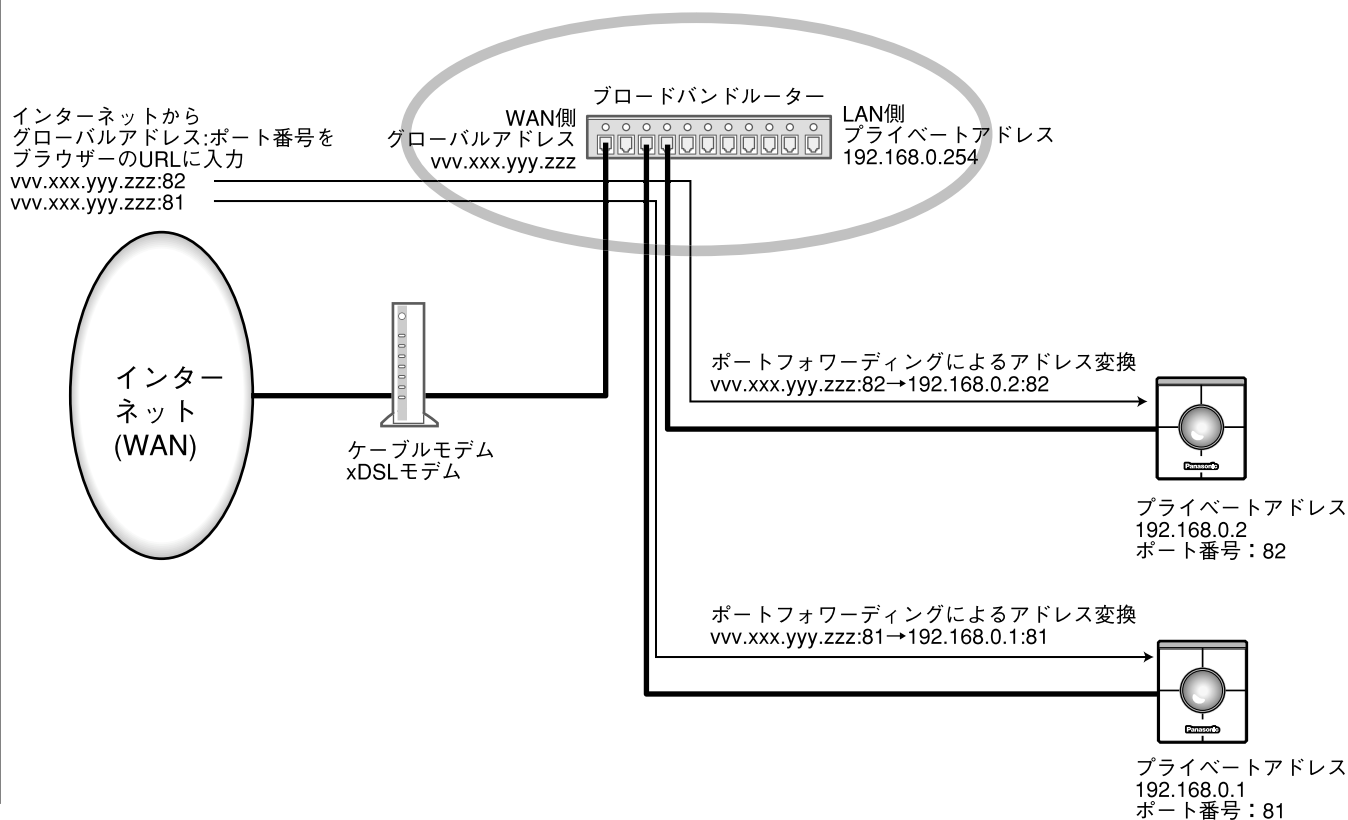 ブロードバンドルーター
WAN側
グローバルアドレス
vvv.xxx.yyy.zzz
LAN側
プライベートアドレス
192.168.0.254
インターネットから
グローバルアドレス:ポート番号を
ブラウザーのURLに入力
vvv.xxx.yyy.zzz:82
vvv.xxx.yyy.zzz:81
インター
ネット
(WAN)
ケーブルモデム
xDSLモデム
ポートフォワーディングによるアドレス変換
vvv.xxx.yyy.zzz:82→192.168.0.2:82
Panasonic
プライベートアドレス
192.168.0.2
ポート番号：82
ポートフォワーディングによるアドレス変換
vvv.xxx.yyy.zzz:81→192.168.0.1:81
Panasonic
プライベートアドレス
192.168.0.1
ポート番号：81